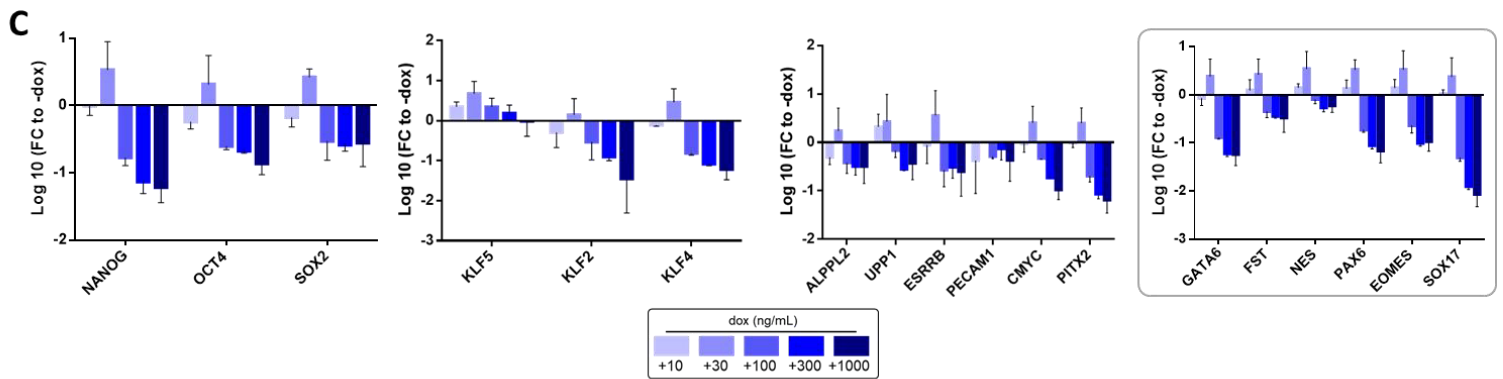 C
Log 10 (FC to -dox)
1
0
-1
-2
NANOG
OCT4
SOX2
Log 10 (FC to -dox)
2
1
0
-1
-2
-3
KLF5
KLF2
KLF4
Log 10 (FC to -dox)
2
1
0
-1
-2
ALPPL2
UPP1
ESRRB
PECAM1
CMYC
PITX2
Log 10 (FC to -dox)
1
0
-1
-2
-3
GATA6
FST
NES
PAX6
EOMES
SOX17
dox (ng/mL)
+10 +30 +100 +300 +1000